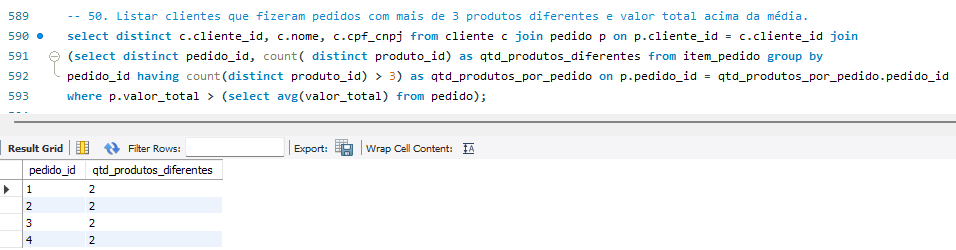 589 -- 50. Listar clientes que fizeram pedidos com mais de 3 produtos diferentes e valor total acima da média.
590 select distinct c.cliente_id, c.nome, c.cpf_cnpj from cliente c join pedido p on p.cliente_id = c.cliente_id join
591 (select distinct pedido_id, count( distinct produto_id) as qtd_produtos_diferentes from item_pedido group by
592 pedido_id having count(distinct produto_id) > 3) as qtd_produtos_por_pedido on p.pedido_id = qtd_produtos_por_pedido.pedido_id
593 where p.valor_total > (select avg(valor_total) from pedido);
Result Grid Filter Rows: Export: Wrap Cell Content:
pedido_id qtd_produtos_diferentes
1 2
2 2
3 2
4 2